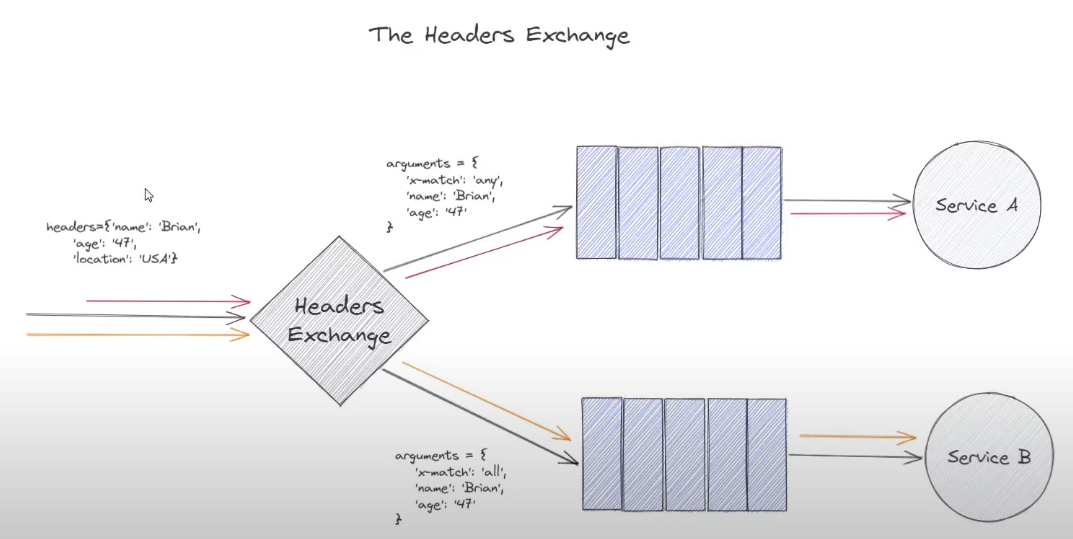 The Headers Exchange
arguments = {
'x-match': 'any',
'name': 'Brian',
'age': '47'
}
headers={'name': 'Brian',
'age': '47',
'location': 'USA'}
Headers
Exchange
Service A
arguments = {
'x-match': 'all',
'name': 'Brian',
'age': '47'
}
Service B